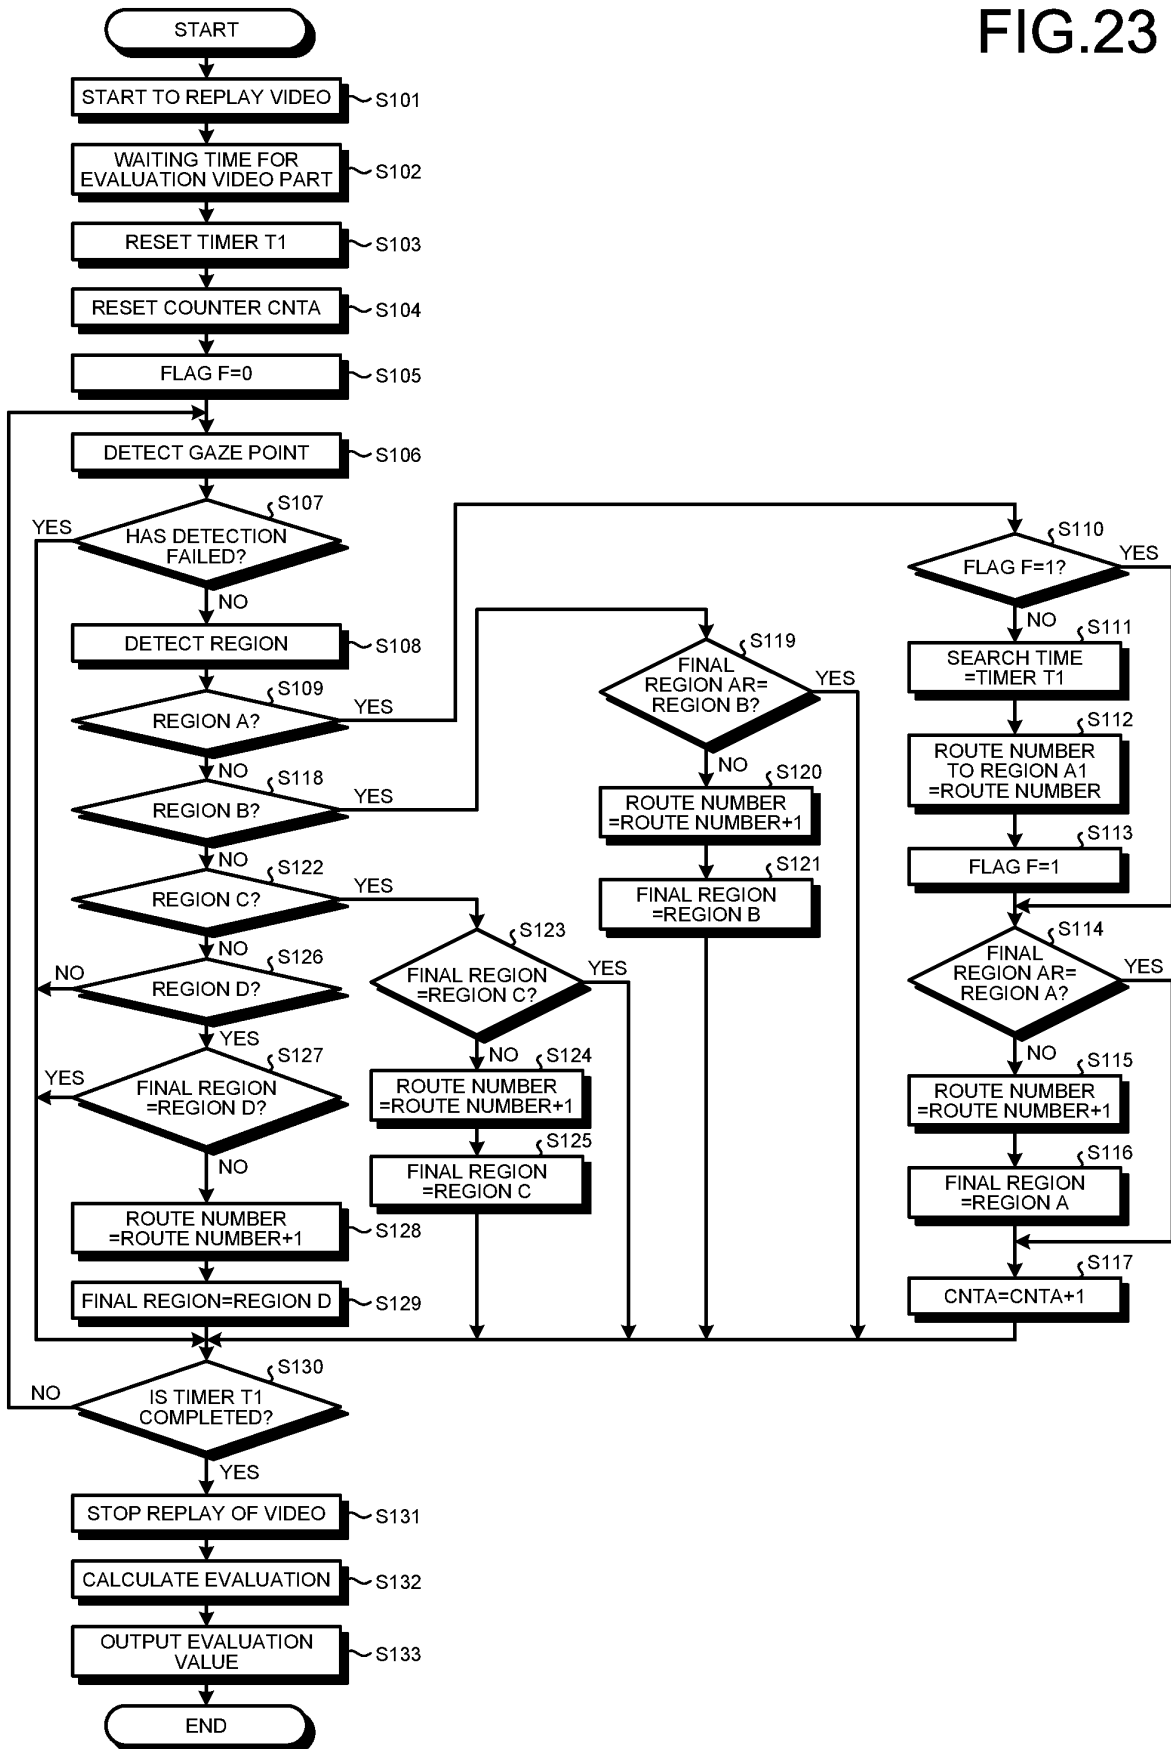 FIG.23
START
START TO REPLAY VIDEO
S101
WAITING TIME FOR
EVALUATION VIDEO PART
S102
RESET TIMER T1
S103
RESET COUNTER CNTA
S104
FLAG F=0
S105
DETECT GAZE POINT
S106
S107
YES
HAS DETECTION
FAILED?
NO
DETECT REGION
S108
S109
REGION A?
YES
NO
S110
FLAG F=1?
YES
NO
S111
SEARCH TIME
=TIMER T1
S112
ROUTE NUMBER
TO REGION A1
=ROUTE NUMBER
S113
FLAG F=1
S114
FINAL
REGION AR=
REGION A?
YES
NO
S115
ROUTE NUMBER
=ROUTE NUMBER+1
S116
FINAL REGION
=REGION A
S117
CNTA=CNTA+1
S118
REGION B?
YES
NO
S119
FINAL
REGION AR=
REGION B?
YES
NO
S120
ROUTE NUMBER
=ROUTE NUMBER+1
S121
FINAL REGION
=REGION B
S122
REGION C?
YES
NO
S123
FINAL REGION
=REGION C?
YES
NO
S124
ROUTE NUMBER
=ROUTE NUMBER+1
S125
FINAL REGION
=REGION C
S126
NO
REGION D?
YES
S127
YES
FINAL REGION
=REGION D?
NO
ROUTE NUMBER
=ROUTE NUMBER+1
S128
FINAL REGION=REGION D
S129
S130
NO
IS TIMER T1
COMPLETED?
YES
STOP REPLAY OF VIDEO
S131
CALCULATE EVALUATION
S132
OUTPUT EVALUATION
VALUE
S133
END